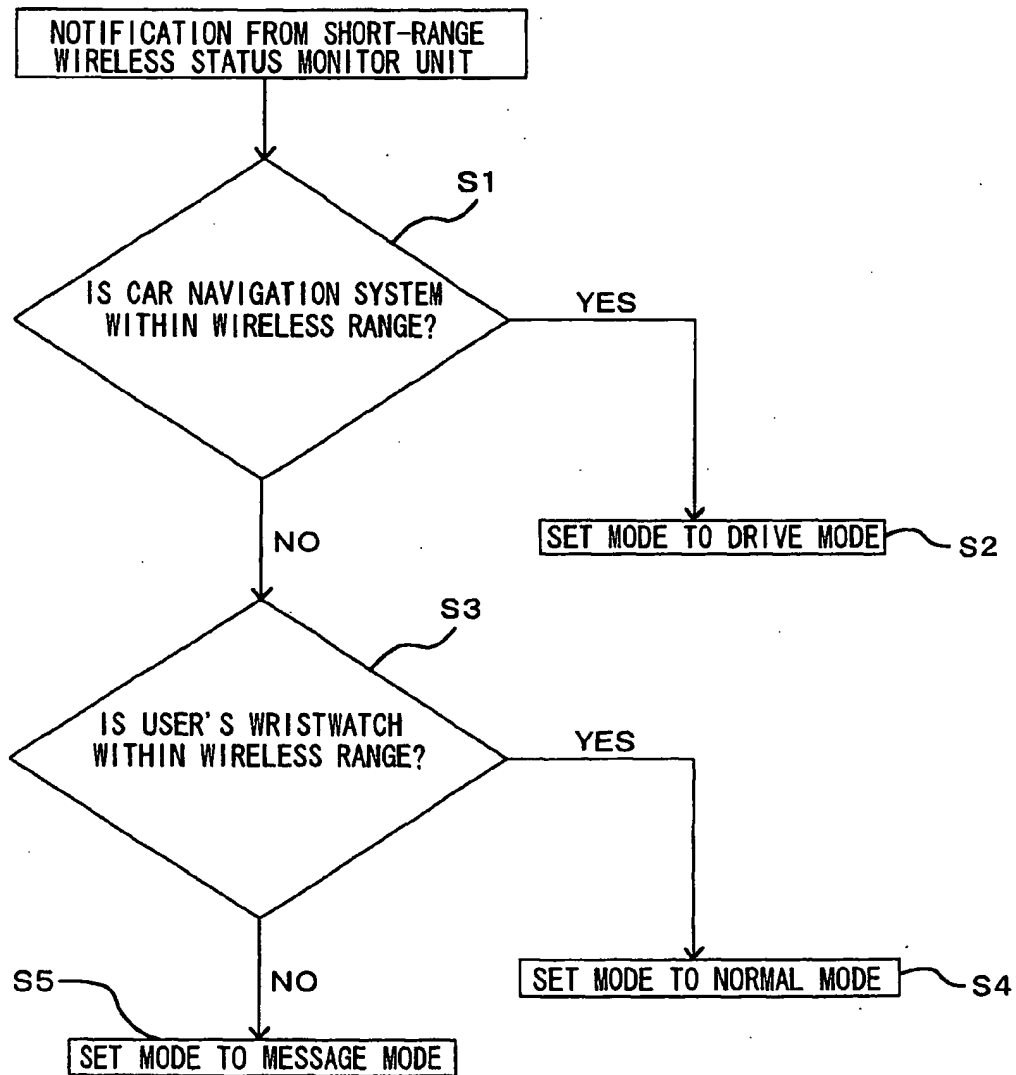 NOTIFICATION FROM SHORT-RANGE
WIRELESS STATUS MONITOR UNIT
S1
IS CAR NAVIGATION SYSTEM
WITHIN WIRELESS RANGE?
YES
NO
SET MODE TO DRIVE MODE
S2
S3
IS USER'S WRISTWATCH
WITHIN WIRELESS RANGE?
YES
NO
SET MODE TO NORMAL MODE
S4
S5
SET MODE TO MESSAGE MODE